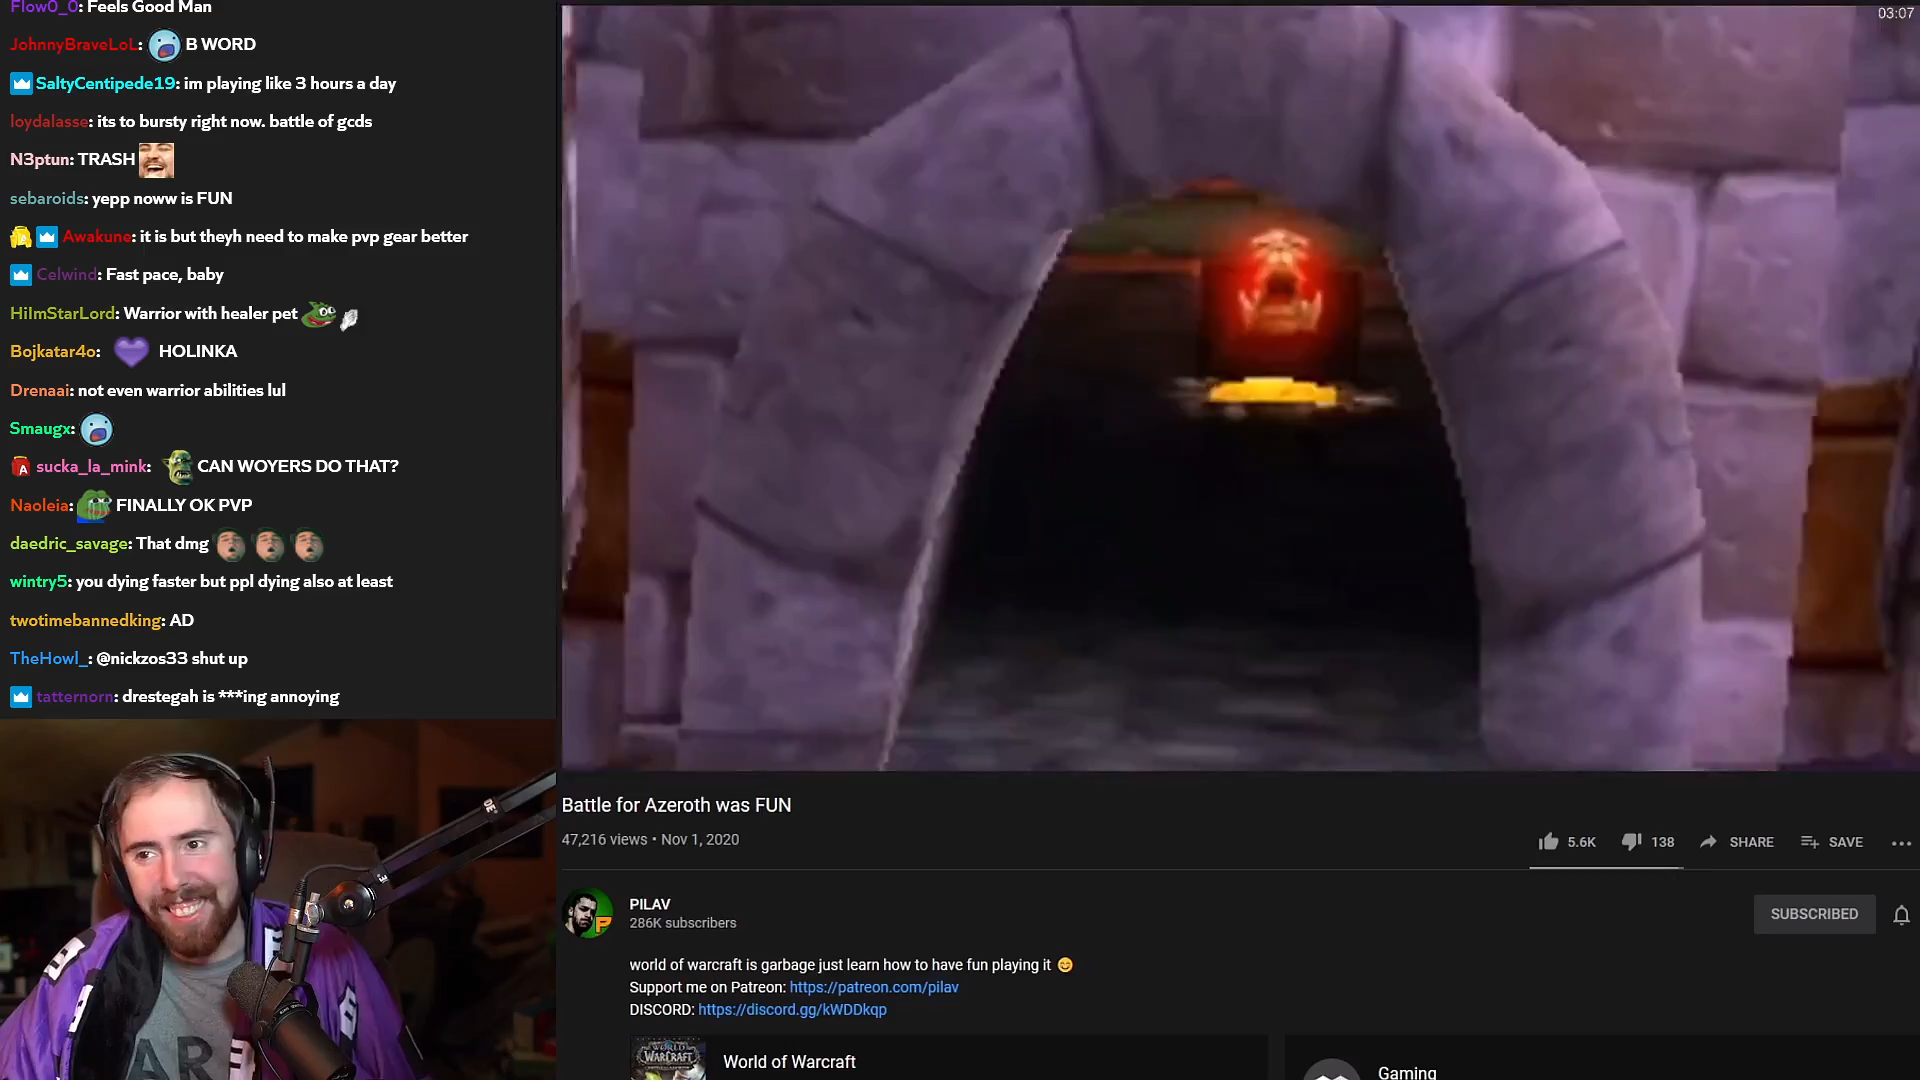 Flow0_0: Feels Good Man
JohnnyBraveLoL: B WORD
SaltyCentipede19: im playing like 3 hours a day
loydalasse: its to bursty right now. battle of gcds
N3ptun: TRASH
sebaroids: yepp noww is FUN
Awakune: it is but theyh need to make pvp gear better
Celwind: Fast pace, baby
HiImStarLord: Warrior with healer pet
Bojkatar4o: HOLINKA
Drenaai: not even warrior abilities lul
Smaugx:
sucka_la_mink: CAN WOYERS DO THAT?
Naoleia: FINALLY OK PVP
daedric_savage: That dmg
wintry5: you dying faster but ppl dying also at least
twotimebannedking: AD
TheHowl_: @nickzos33 shut up
tatternorn: drestegah is ***ing annoying
03:07
Battle for Azeroth was FUN
47,216 views • Nov 1, 2020
5.6K 138 SHARE SAVE
PILAV
286K subscribers
SUBSCRIBED
world of warcraft is garbage just learn how to have fun playing it
Support me on Patreon: https://patreon.com/pilav
DISCORD: https://discord.gg/kWDDkqp
WORLD OF WARCRAFT
World of Warcraft
Gaming